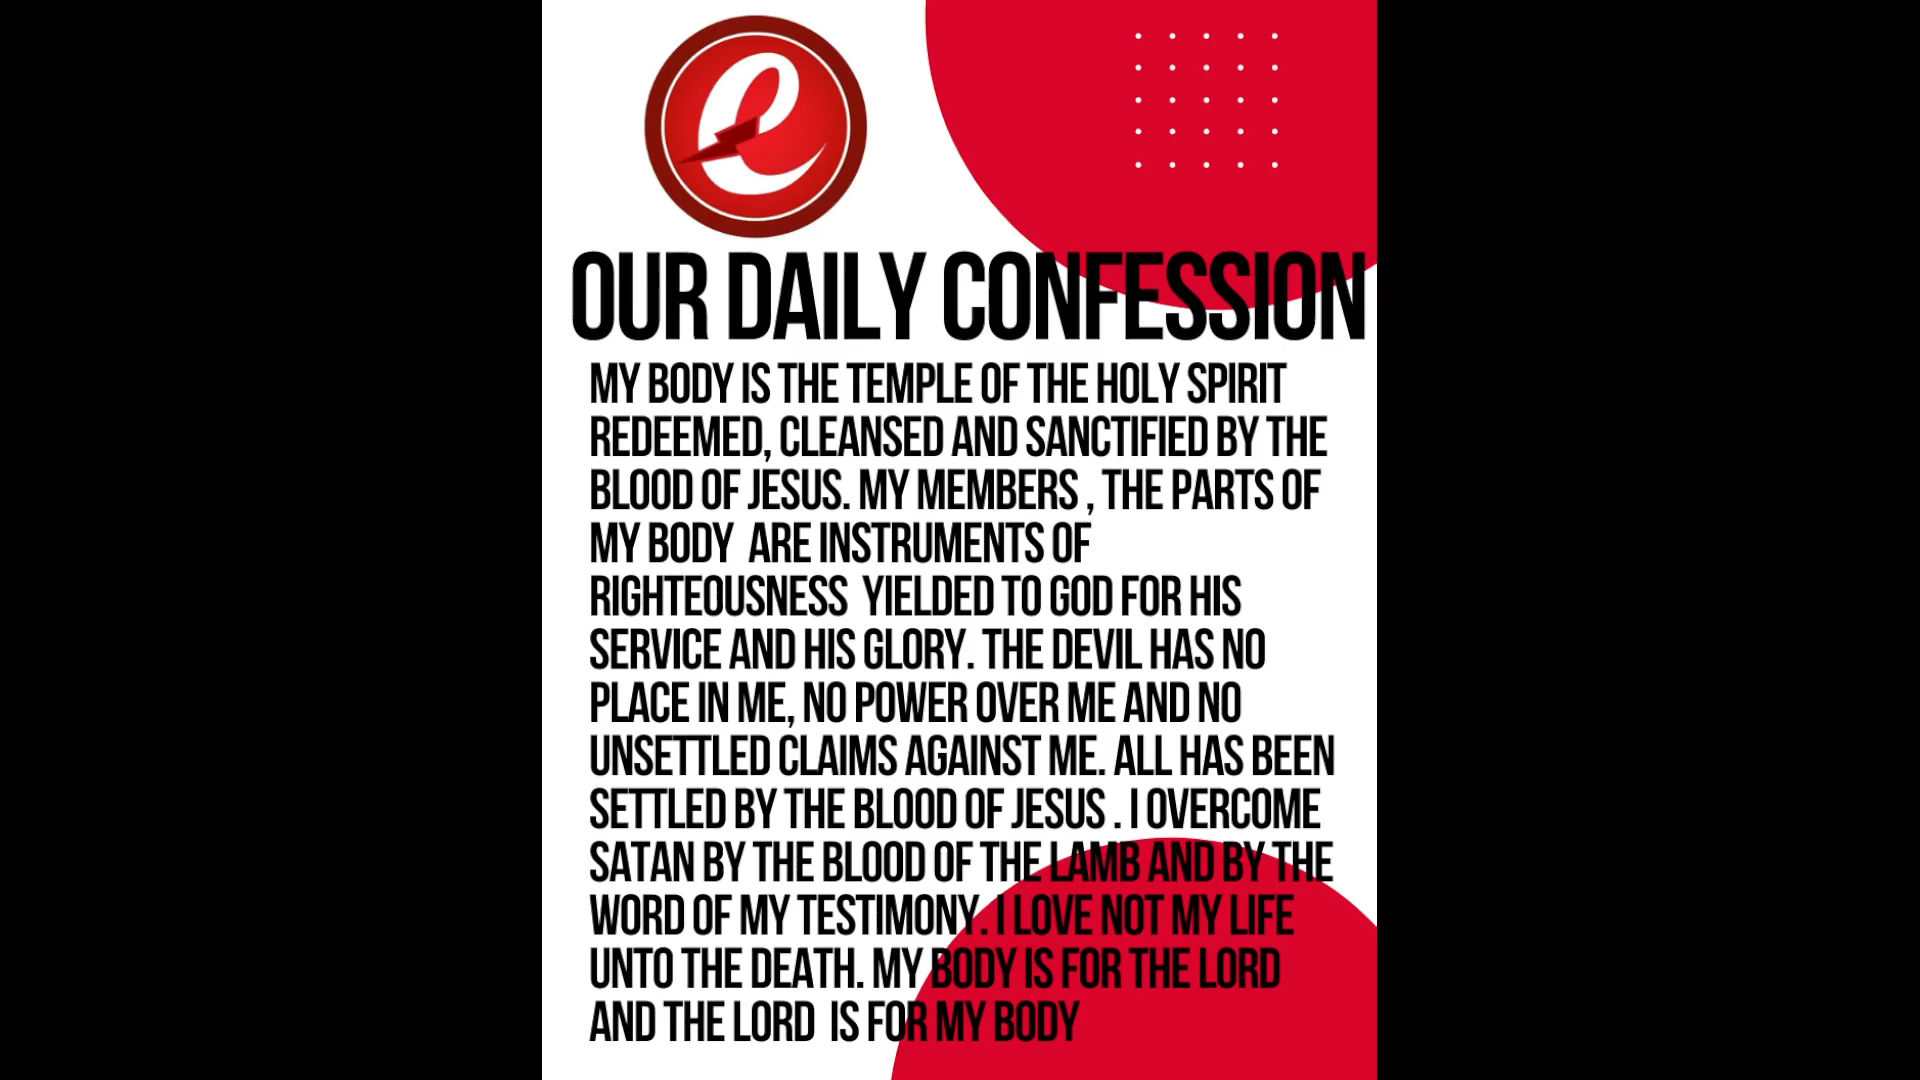 e
OUR DAILY CONFESSION
MY BODY IS THE TEMPLE OF THE HOLY SPIRIT
REDEEMED, CLEANSED AND SANCTIFIED BY THE
BLOOD OF JESUS. MY MEMBERS , THE PARTS OF
MY BODY ARE INSTRUMENTS OF
RIGHTEOUSNESS YIELDED TO GOD FOR HIS
SERVICE AND HIS GLORY. THE DEVIL HAS NO
PLACE IN ME, NO POWER OVER ME AND NO
UNSETTLED CLAIMS AGAINST ME. ALL HAS BEEN
SETTLED BY THE BLOOD OF JESUS . I OVERCOME
SATAN BY THE BLOOD OF THE LAMB AND BY THE
WORD OF MY TESTIMONY. I LOVE NOT MY LIFE
UNTO THE DEATH. MY BODY IS FOR THE LORD
AND THE LORD IS FOR MY BODY